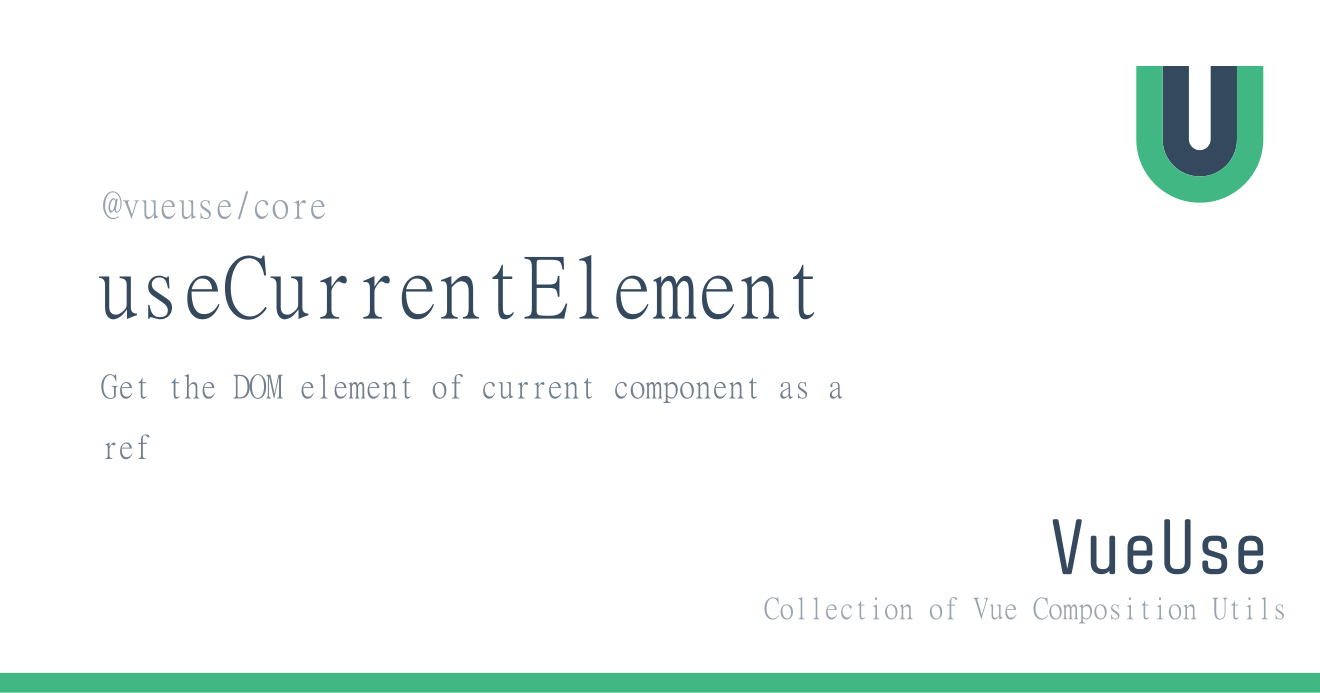 @vueuse/core
useCurrentElement
Get the DOM element of current component as a
ref
VueUse
Collection of Vue Composition Utils